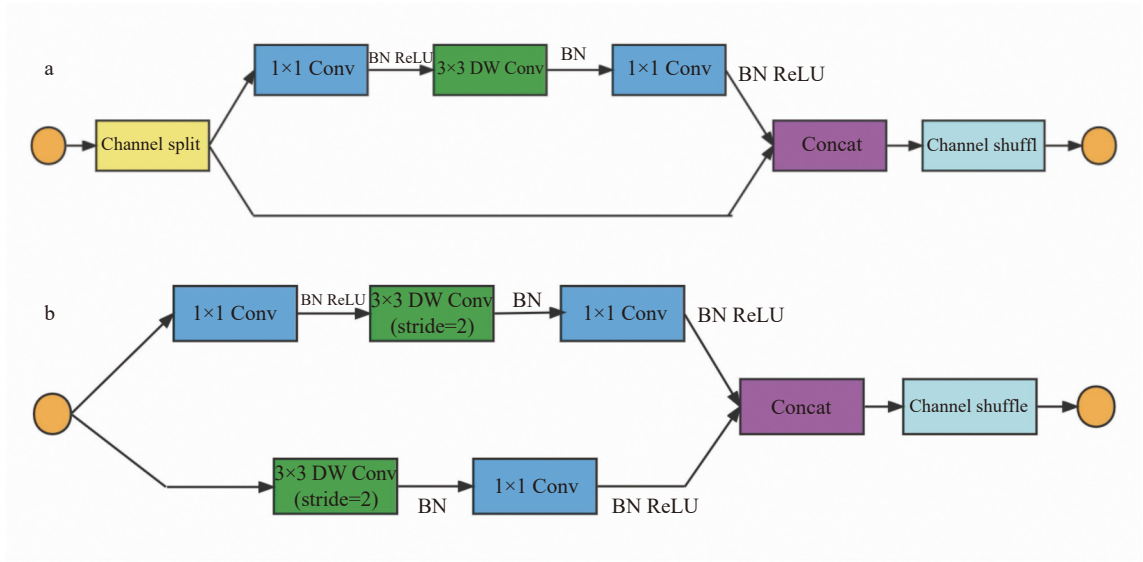 a
1×1 Conv
BN ReLU
3×3 DW Conv
BN
1×1 Conv
BN ReLU
Channel split
Concat
Channel shuffl
b
1×1 Conv
BN ReLU
3×3 DW Conv
(stride=2)
BN
1×1 Conv
BN ReLU
Concat
Channel shuffle
3×3 DW Conv
(stride=2)
BN
1×1 Conv
BN ReLU